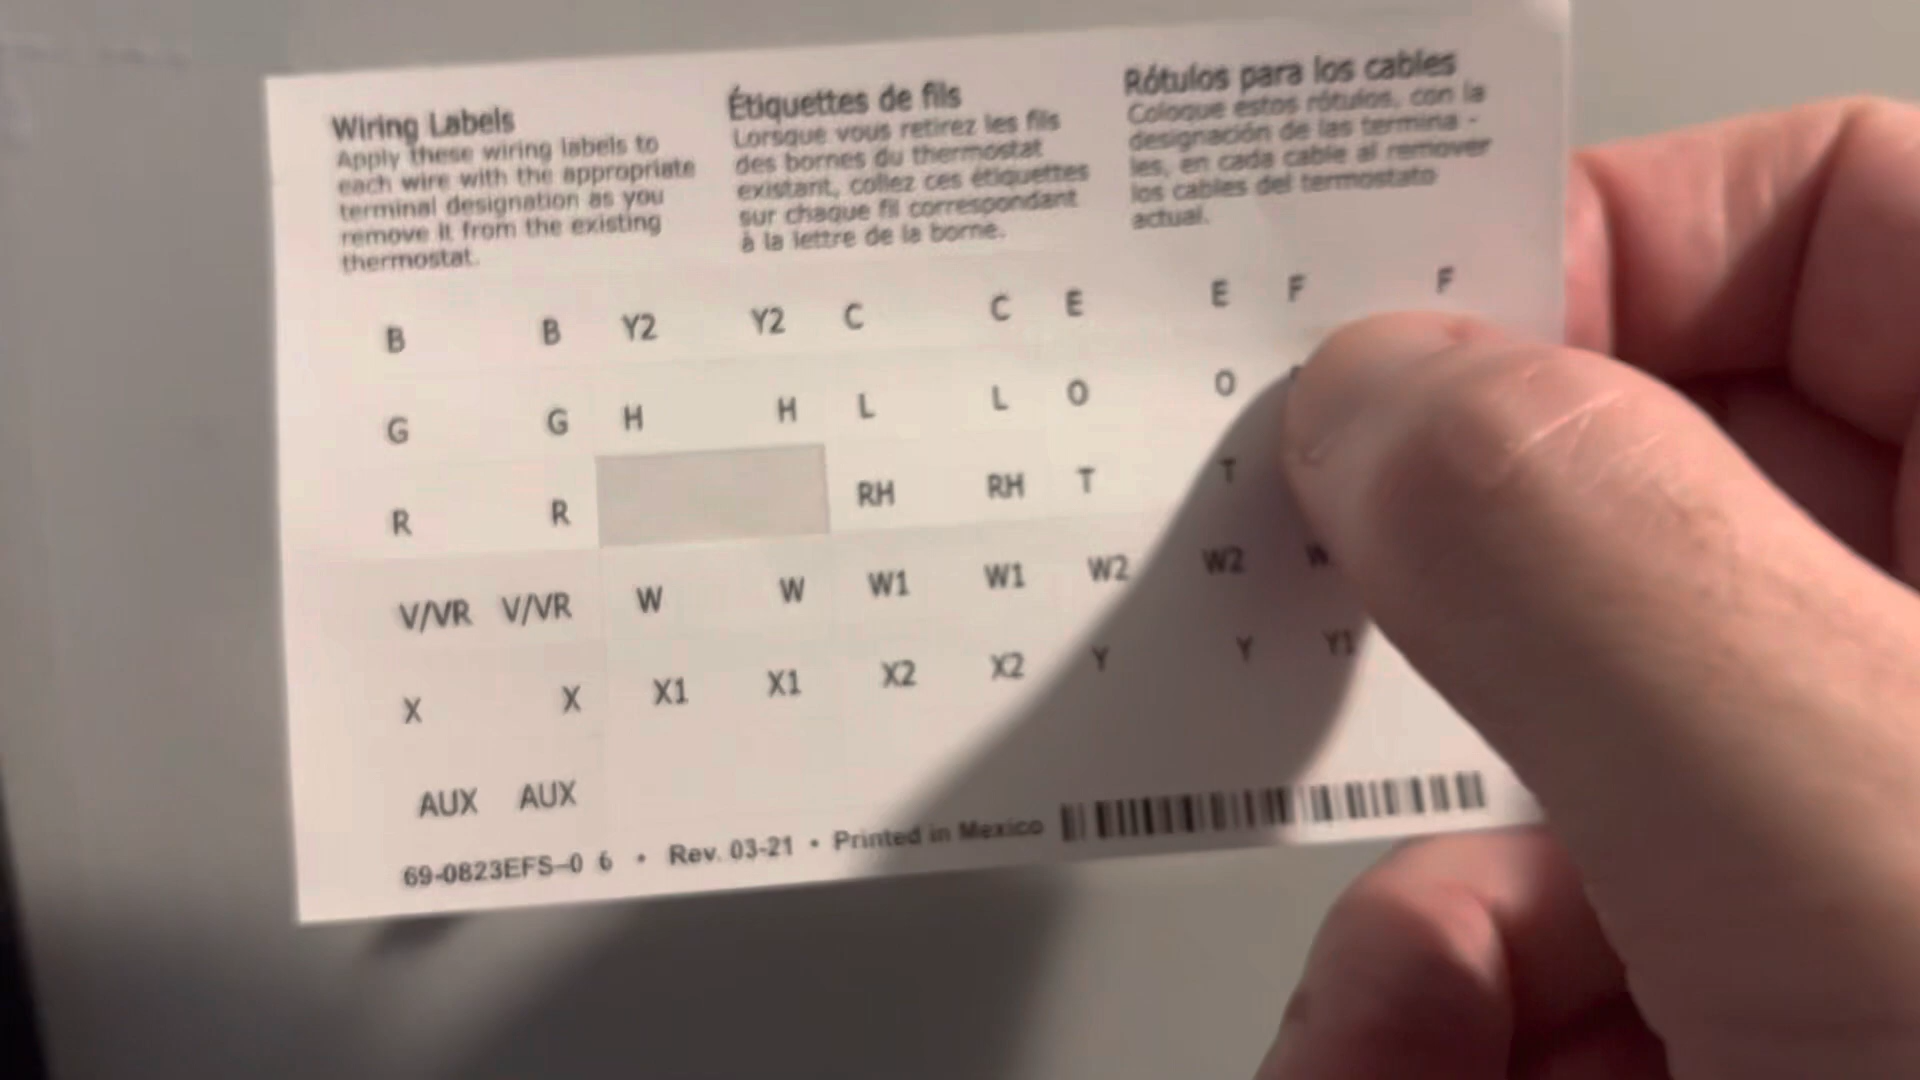 Wiring Labels
Apply these wiring labels to
each wire with the appropriate
terminal designation as you
remove it from the existing
thermostat.
Étiquettes de fils
Lorsque vous retirez les fils
des bornes du thermostat
existant, collez ces étiquettes
sur chaque fil correspondant
à la lettre de la borne.
Rótulos para los cables
Coloque estos rótulos, con la
designación de las termina -
les, en cada cable al remover
los cables del termostato
actual.
B B Y2 Y2 C C E E F F
G G H H L L O O
R R RH RH T T
V/VR V/VR W W W1 W1 W2 W2
X X X1 X1 X2 X2 Y Y Y1
AUX AUX
69-0823EFS-0 6 • Rev. 03-21 • Printed in Mexico